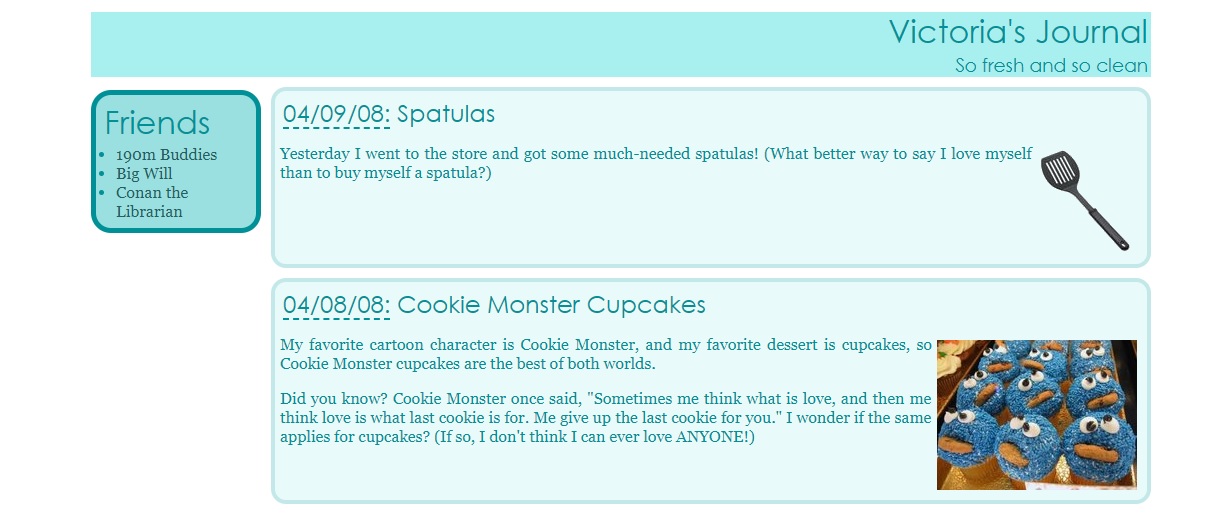 Victoria's Journal
So fresh and so clean
Friends
190m Buddies
Big Will
Conan the
Librarian
04/09/08: Spatulas
Yesterday I went to the store and got some much-needed spatulas! (What better way to say I love myself
than to buy myself a spatula?)
04/08/08: Cookie Monster Cupcakes
My favorite cartoon character is Cookie Monster, and my favorite dessert is cupcakes, so
Cookie Monster cupcakes are the best of both worlds.
Did you know? Cookie Monster once said, "Sometimes me think what is love, and then me
think love is what last cookie is for. Me give up the last cookie for you." I wonder if the same
applies for cupcakes? (If so, I don't think I can ever love ANYONE!)